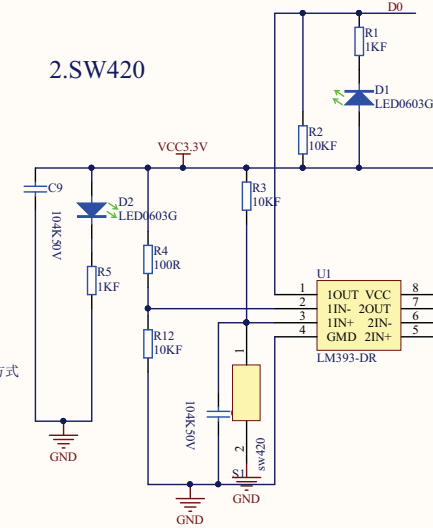 D0
R1
1KF
2.SW420
D1
LED0603G
R2
10KF
VCC3.3V
C9
104K50V
D2
LED0603G
R3
10KF
R4
100R
R5
1KF
U1
1 1OUT VCC 8
2 1IN- 2OUT 7
3 1IN+ 2IN- 6
4 GMD 2IN+ 5
LM393-DR
R12
10KF
方式
1
104K50V
2
S1
sw420
GND
GND
GND